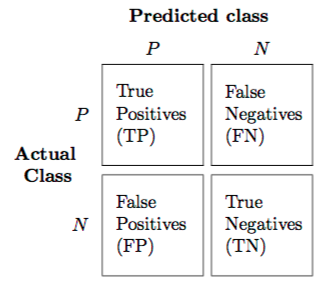 Predicted class
P N
True
Positives
(TP)
False
Negatives
(FN)
P
Actual
Class
False
Positives
(FP)
True
Negatives
(TN)
N